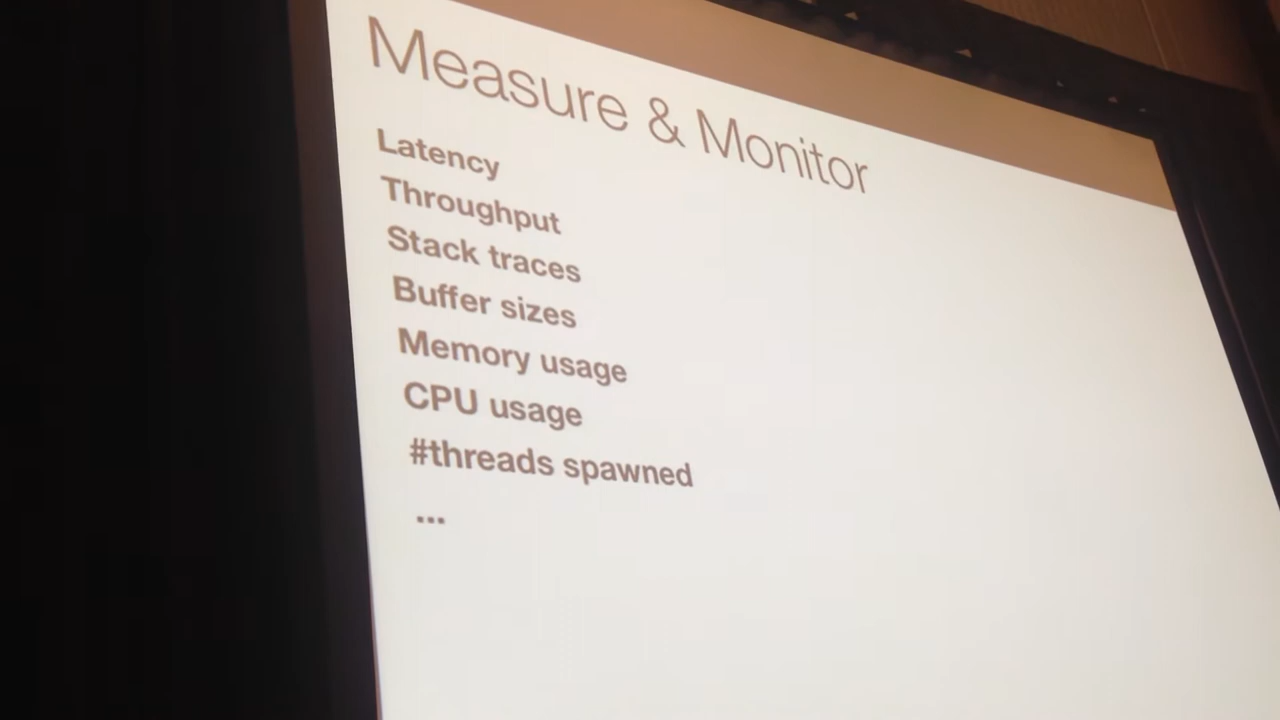 Measure & Monitor
Latency
Throughput
Stack traces
Buffer sizes
Memory usage
CPU usage
#threads spawned
...